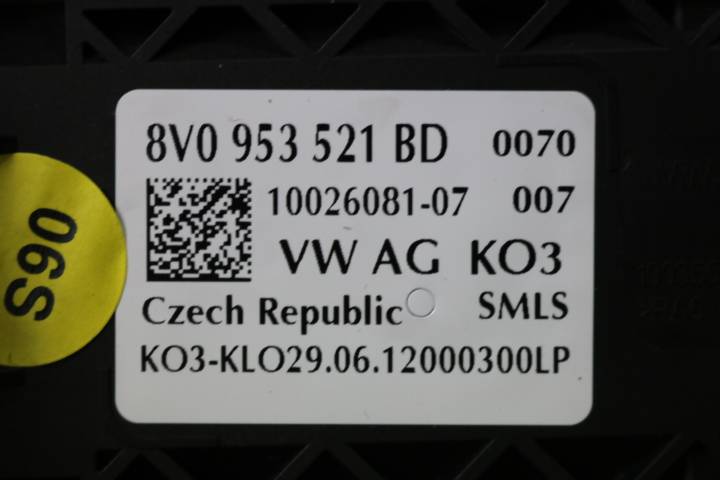 8V0 953 521 BD 0070
10026081-07 007
VW AG KO3
Czech Republic SMLS
KO3-KLO29.06.12000300LP
S90